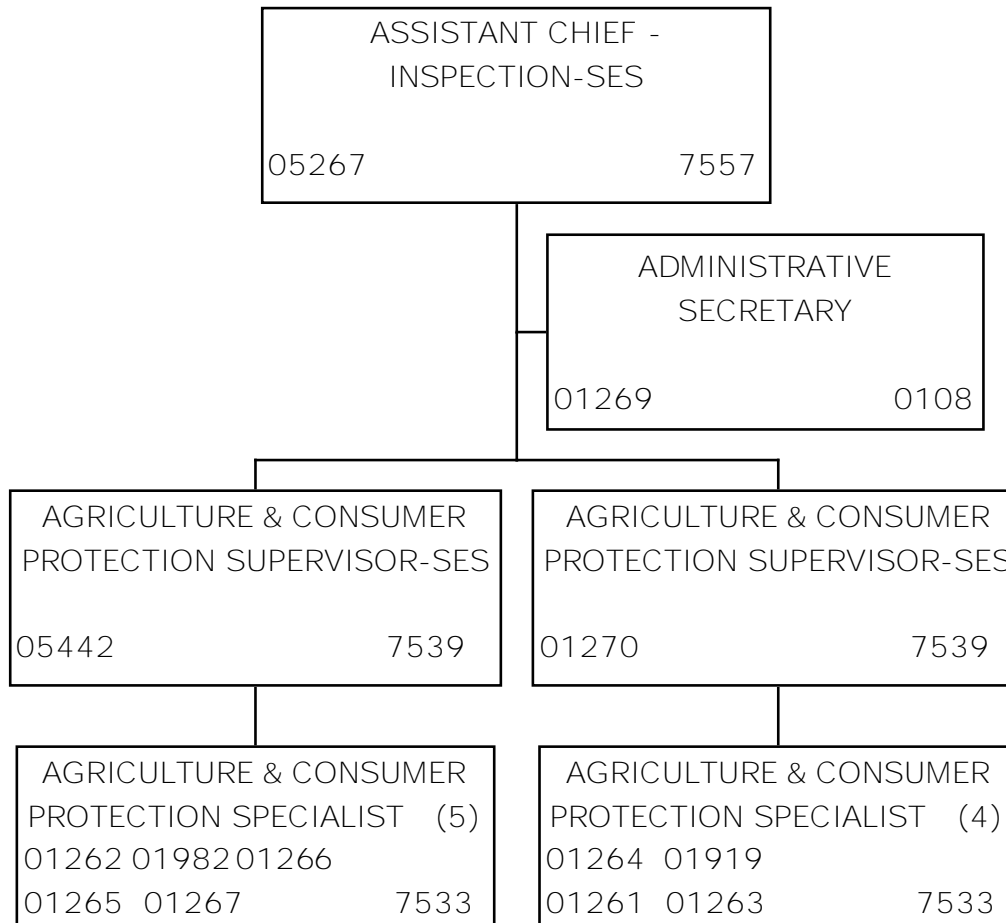 ASSISTANT CHIEF -
INSPECTION-SES
05267 7557
ADMINISTRATIVE
SECRETARY
01269 0108
AGRICULTURE & CONSUMER
PROTECTION SUPERVISOR-SES
05442 7539
AGRICULTURE & CONSUMER
PROTECTION SUPERVISOR-SES
01270 7539
AGRICULTURE & CONSUMER
PROTECTION SPECIALIST (5)
01262 01982 01266
01265 01267 7533
AGRICULTURE & CONSUMER
PROTECTION SPECIALIST (4)
01264 01919
01261 01263 7533